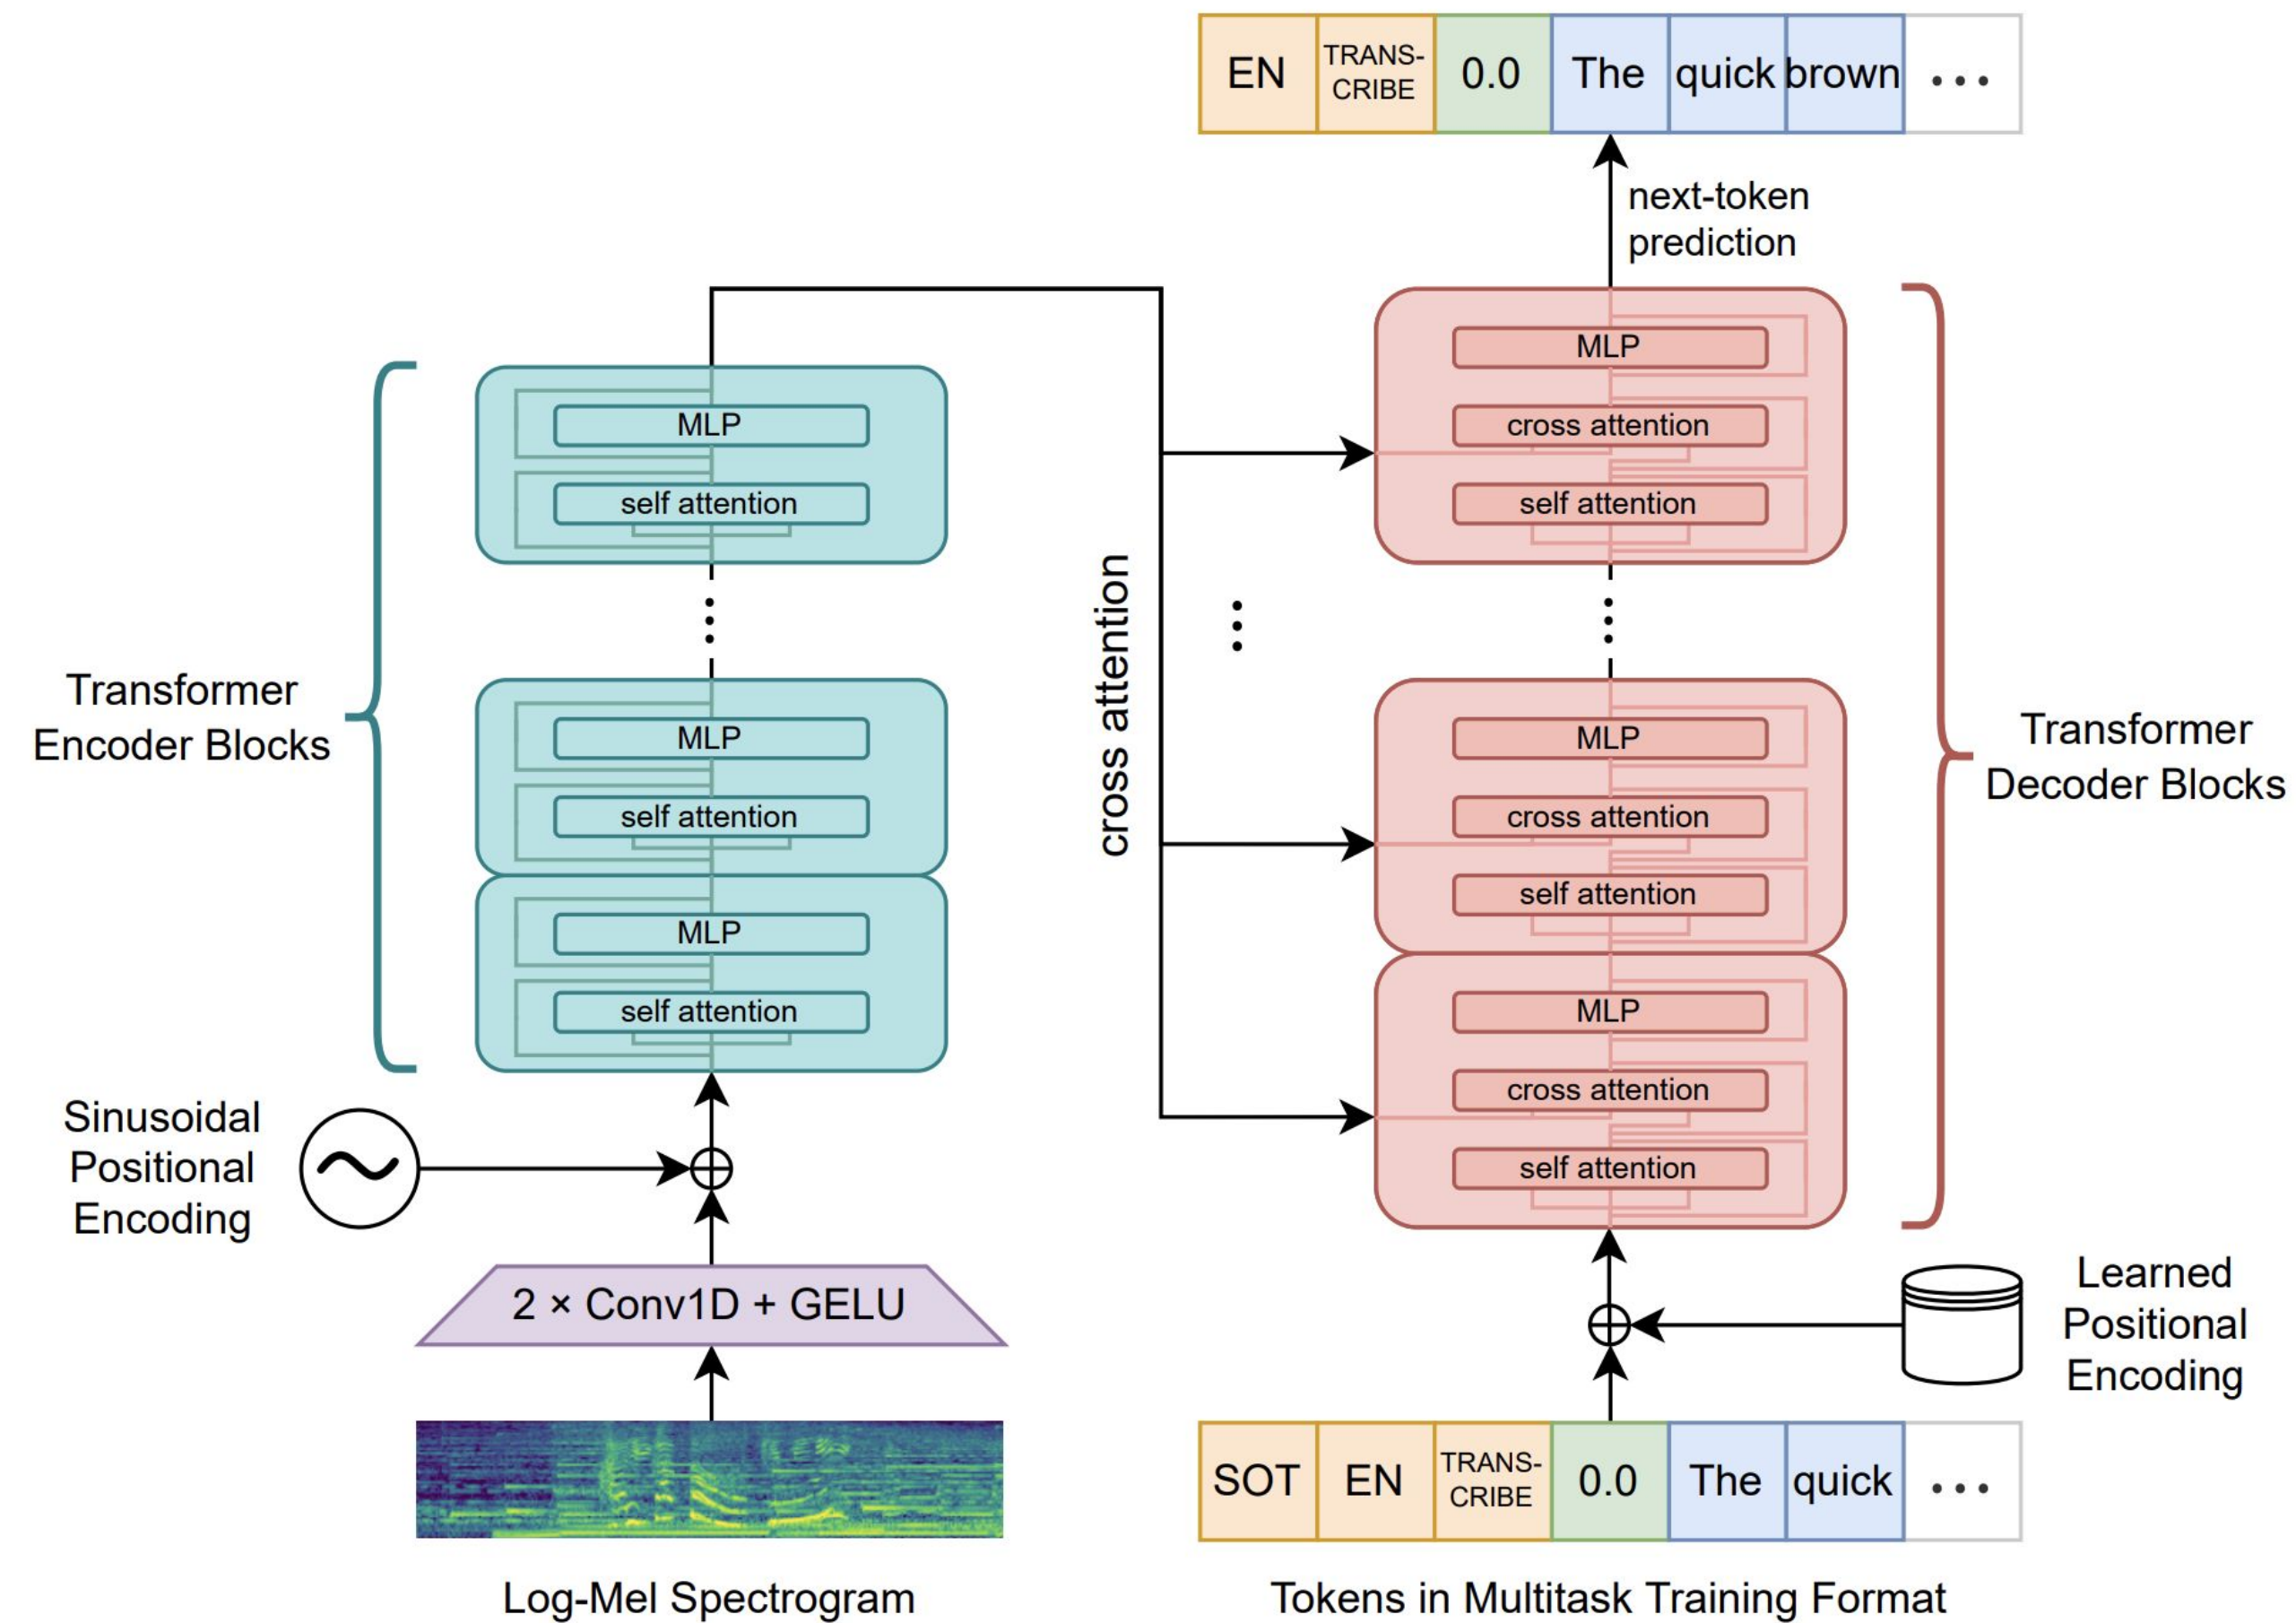 EN TRANS-CRIBE 0.0 The quick brown ...
next-token
prediction
MLP
self attention
MLP
self attention
MLP
self attention
Transformer
Encoder Blocks
Sinusoidal
Positional
Encoding
2 × Conv1D + GELU
Log-Mel Spectrogram
cross attention
MLP
cross attention
self attention
MLP
cross attention
self attention
MLP
cross attention
self attention
Transformer
Decoder Blocks
Learned
Positional
Encoding
SOT EN TRANS-CRIBE 0.0 The quick ...
Tokens in Multitask Training Format